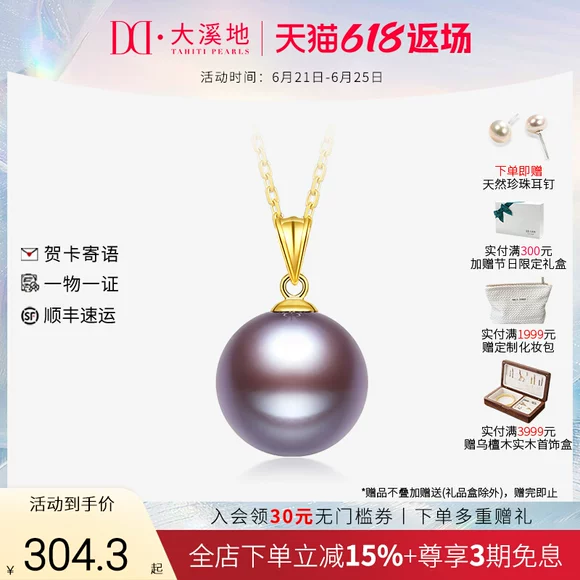 DD·大溪地 | 天猫618返场
TAHITI PEARLS
活动时间：6月21日-6月25日
下单即赠
天然珍珠耳钉
贺卡寄语
一物一证
SF 顺丰速运
实付满300元
加赠节日限定礼盒
实付满1999元
赠定制化妆包
实付满3999元
赠乌檀木实木首饰盒
*赠品不叠加赠送(礼品盒除外)，赠完即止
活动到手价
¥ 304.3 起
入会领30元无门槛券 | 下单多重赠礼
全店下单立减15%+尊享3期免息